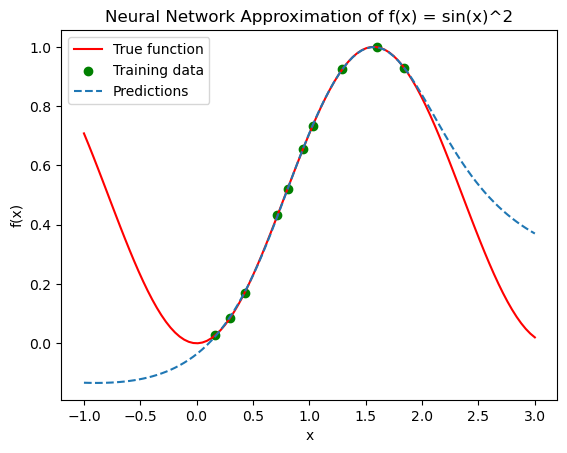 Neural Network Approximation of f(x) = sin(x)^2
True function
Training data
Predictions
1.0
0.8
0.6
0.4
0.2
0.0
f(x)
-1.0 -0.5 0.0 0.5 1.0 1.5 2.0 2.5 3.0
x